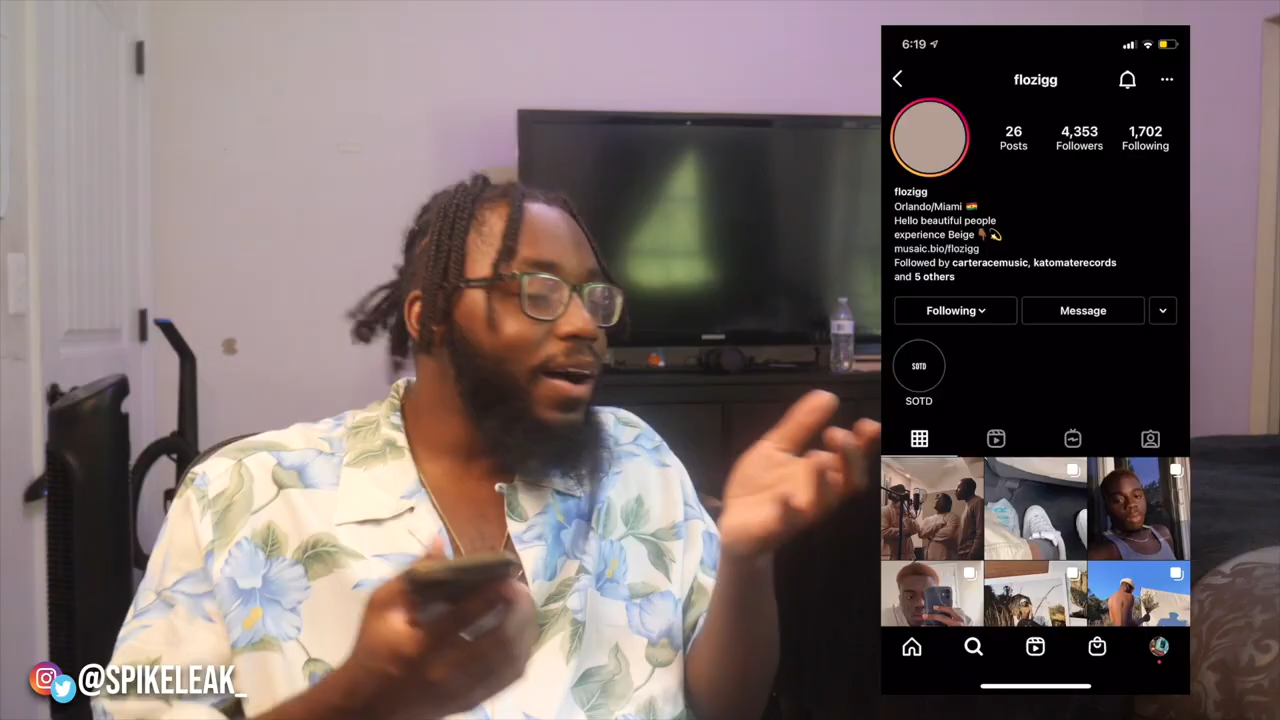 6:19
flozigg
26
4,353
1,702
Posts
Followers
Following
flozigg
Orlando/Miami 🇬🇭
Hello beautiful people
experience Beige 👇🏾💫
musaic.bio/flozigg
Followed by carteracemusic, katomaterecords
and 5 others
Following
Message
SOTD
SOTD
@SPIKELEAK_